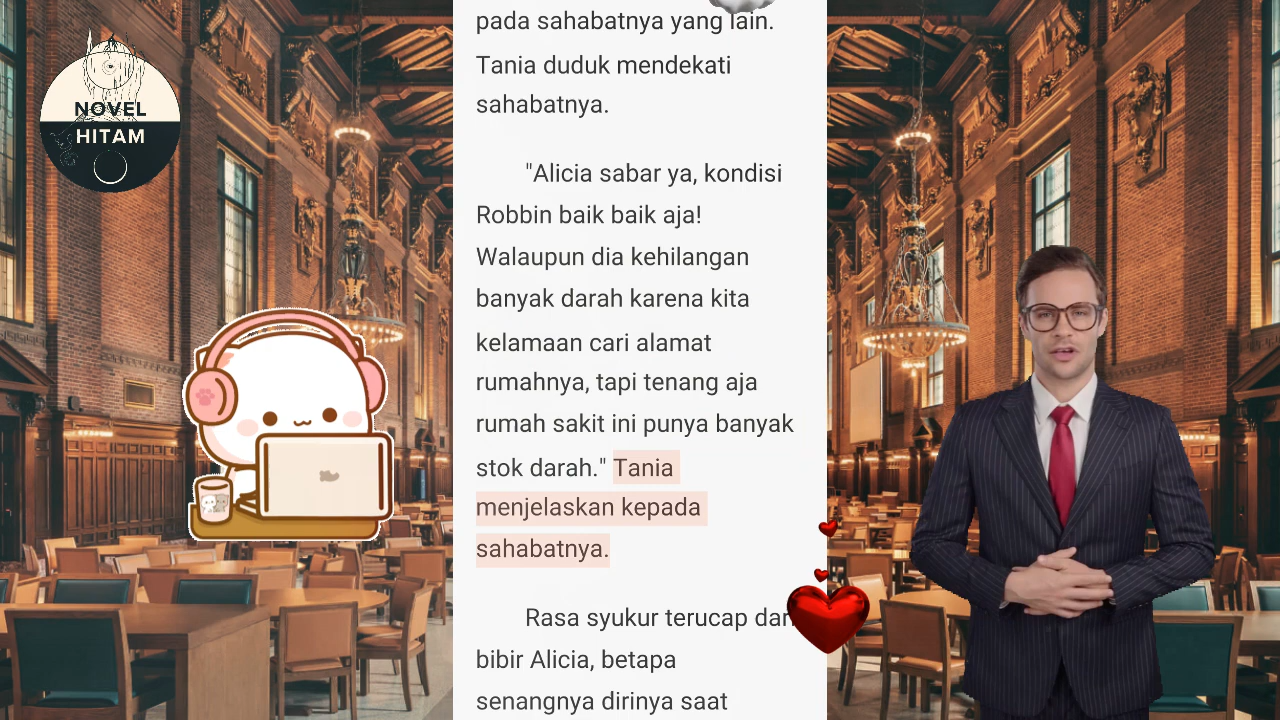 NOVEL
HITAM
pada sahabatnya yang lain.
Tania duduk mendekati
sahabatnya.
"Alicia sabar ya, kondisi
Robbin baik baik aja!
Walaupun dia kehilangan
banyak darah karena kita
kelamaan cari alamat
rumahnya, tapi tenang aja
rumah sakit ini punya banyak
stok darah." Tania
menjelaskan kepada
sahabatnya.
Rasa syukur terucap dari
bibir Alicia, betapa
senangnya dirinya saat